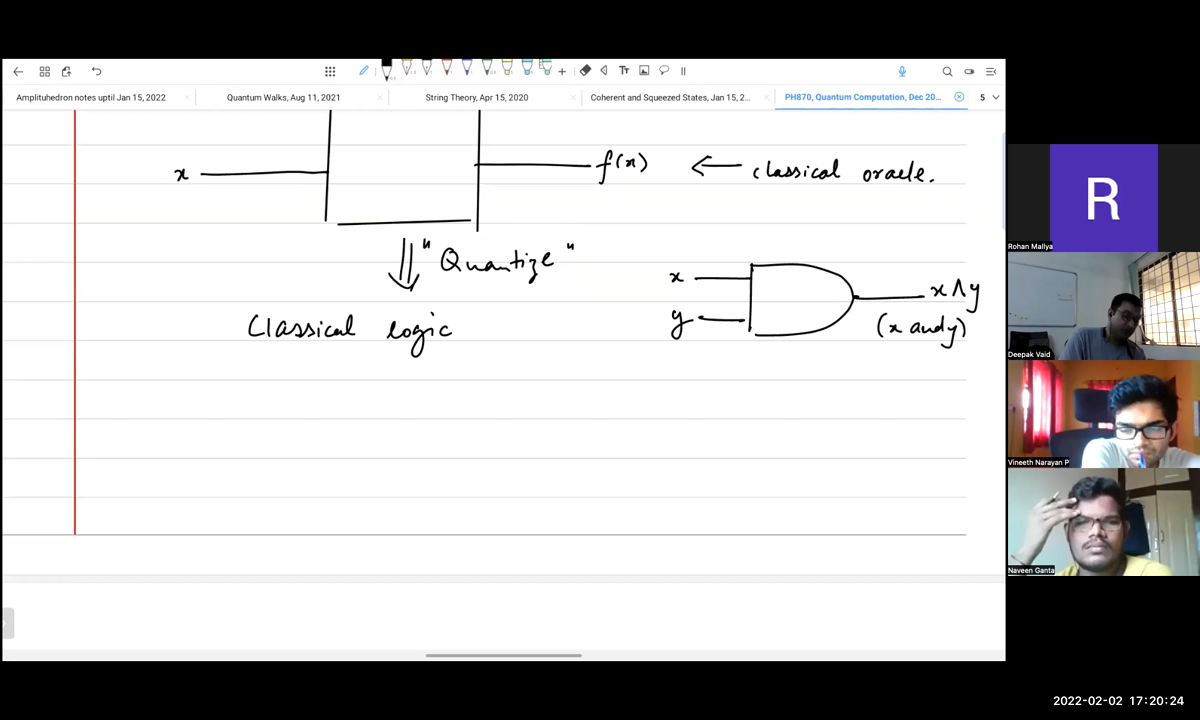 Amplituhedron notes uptil Jan 15, 2022
Quantum Walks, Aug 11, 2021
String Theory, Apr 15, 2020
Coherent and Squeezed States, Jan 15, 2...
PH870, Quantum Computation, Dec 20...
5
x
f(x)
← classical oracle.
"Quantize"
Classical logic
x
y
x∧y
(x and y)
R
Rohan Mallya
Deepak Vaid
Vineeth Narayan P
Naveen Ganta
2022-02-02 17:20:24